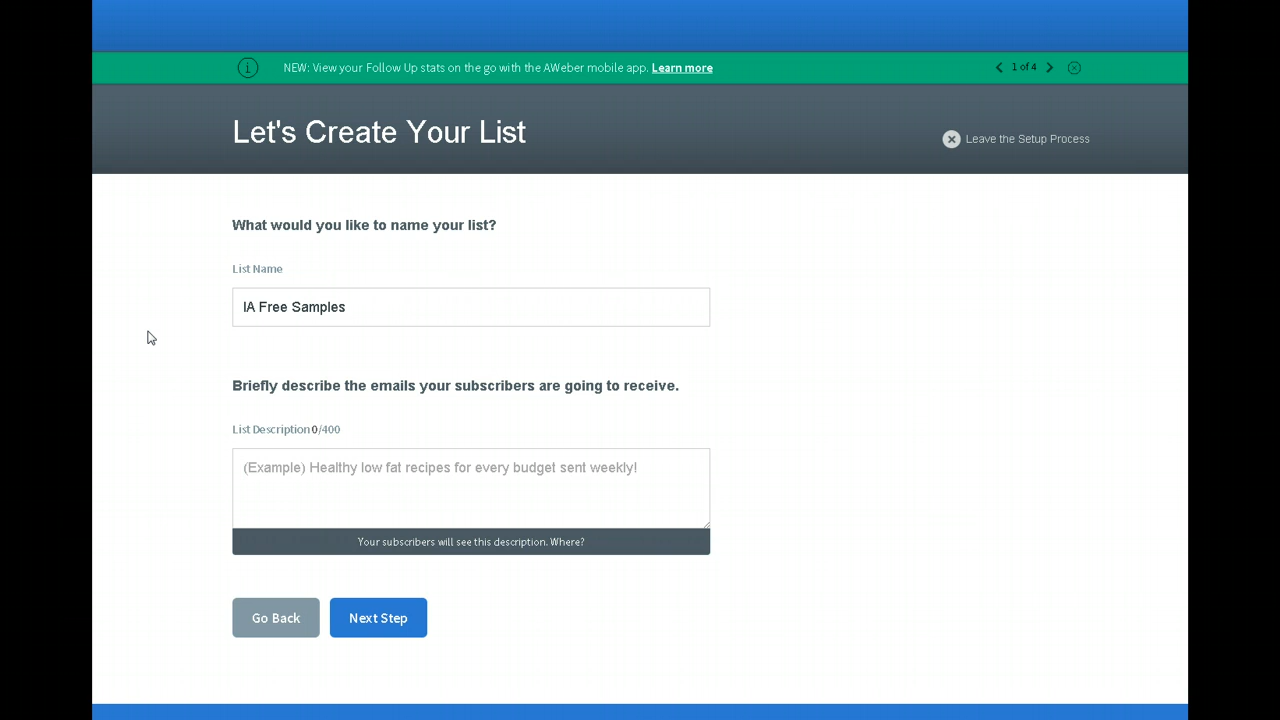 NEW: View your Follow Up stats on the go with the AWeber mobile app. Learn more
1 of 4
Let's Create Your List
Leave the Setup Process
What would you like to name your list?
List Name
IA Free Samples
Briefly describe the emails your subscribers are going to receive.
List Description 0/400
(Example) Healthy low fat recipes for every budget sent weekly!
Your subscribers will see this description. Where?
Go Back Next Step